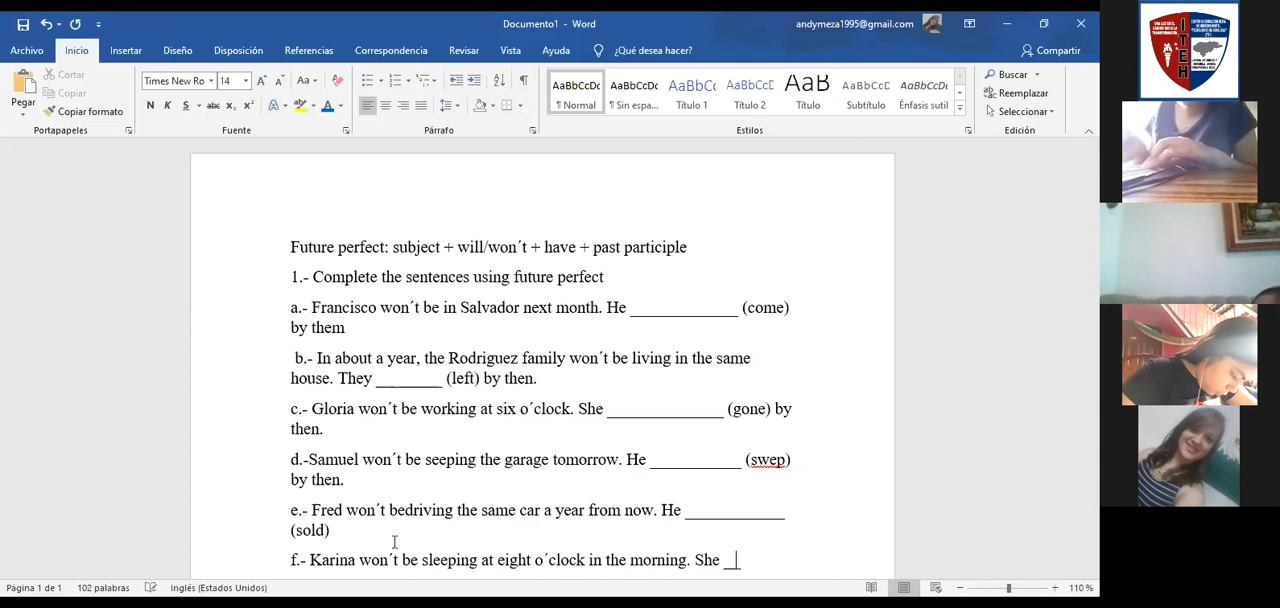 Documento1 - Word
andymeza1995@gmail.com
Archivo Inicio Insertar Diseño Disposición Referencias Correspondencia Revisar Vista Ayuda ¿Qué desea hacer? Compartir
Pegar
Cortar
Copiar
Copiar formato
Portapapeles
Times New Ro 14
Fuente
Párrafo
AaBbCcDc AaBbCcDc AaBbC AaBbCc AaB AaBbCc AaBbCcDc
¶ Normal ¶ Sin espa... Título 1 Título 2 Título Subtítulo Énfasis sutil
Estilos
Buscar
Reemplazar
Seleccionar
Edición
Future perfect: subject + will/won´t + have + past participle
1.- Complete the sentences using future perfect
a.- Francisco won´t be in Salvador next month. He _____________ (come)
by them
b.- In about a year, the Rodriguez family won´t be living in the same
house. They ________ (left) by then.
c.- Gloria won´t be working at six o´clock. She ______________ (gone) by
then.
d.-Samuel won´t be seeping the garage tomorrow. He ___________ (swep)
by then.
e.- Fred won´t bedriving the same car a year from now. He ____________
(sold)
f.- Karina won´t be sleeping at eight o´clock in the morning. She __
Página 1 de 1 102 palabras Inglés (Estados Unidos) 110 %
ITEH